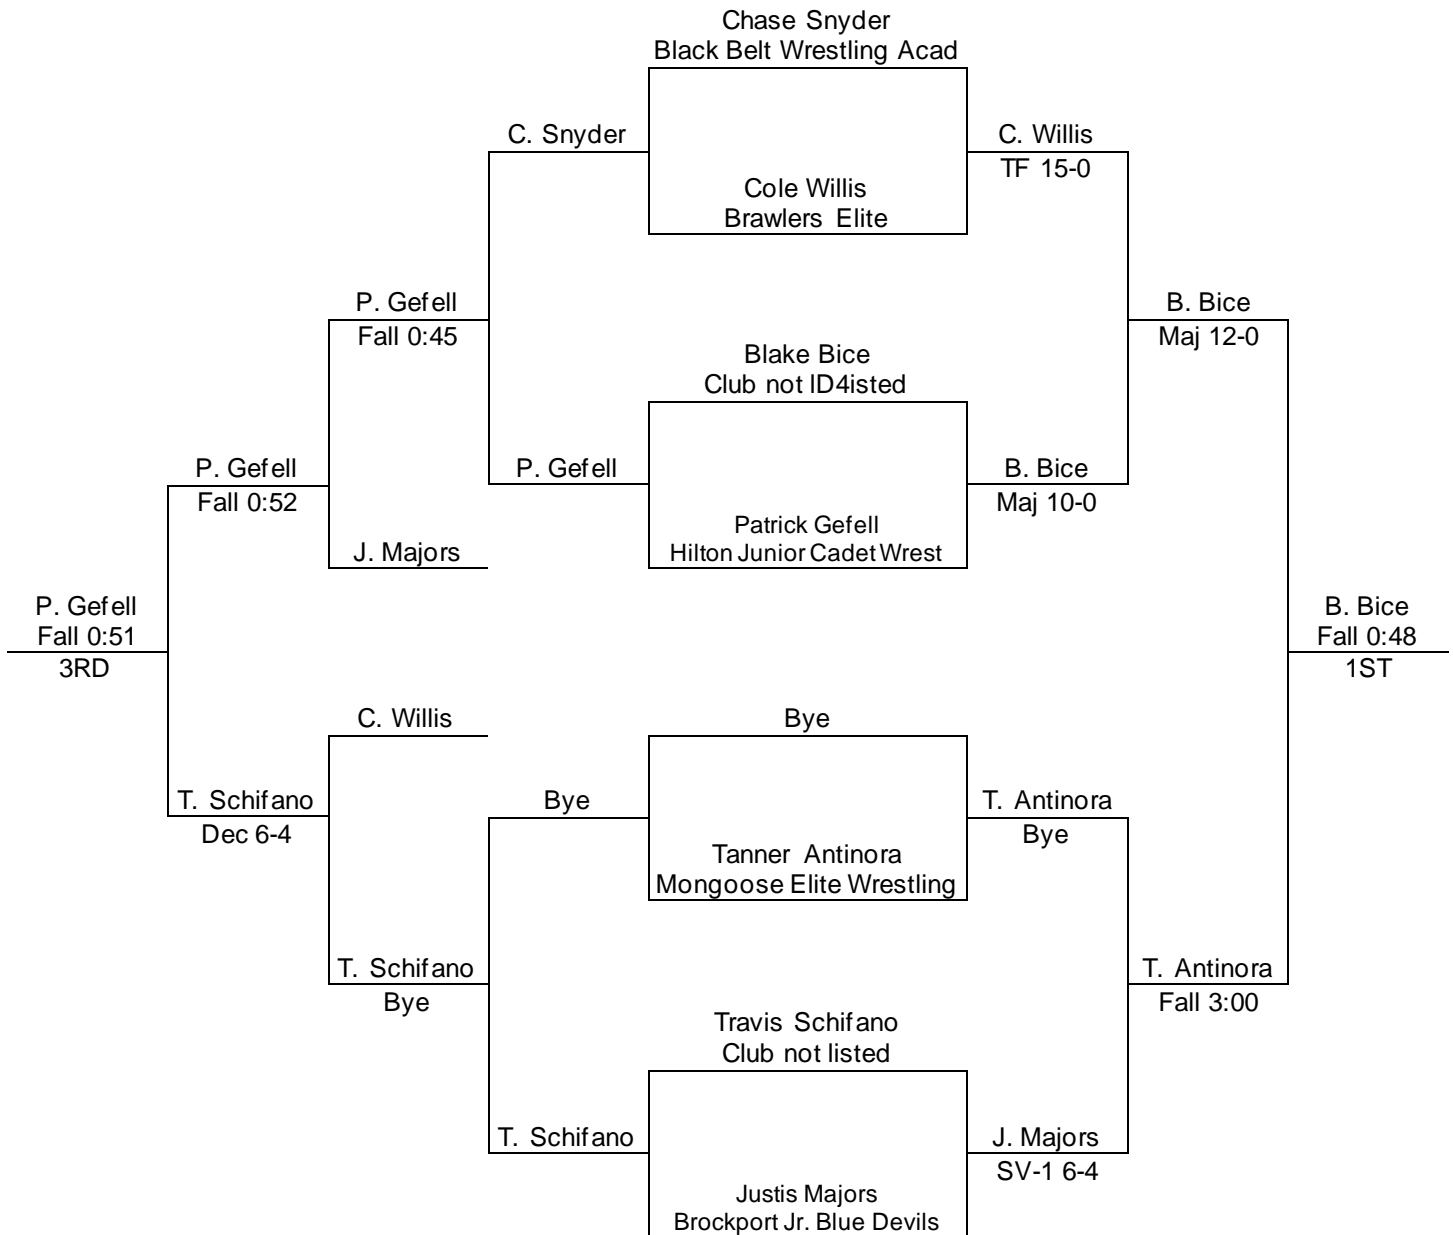 Chase Snyder
Black Belt Wrestling Acad
C. Snyder
C. Willis
TF 15-0
Cole Willis
Brawlers Elite
P. Gefell
Fall 0:45
B. Bice
Maj 12-0
Blake Bice
Club not lD4isted
P. Gefell
Fall 0:52
P. Gefell
B. Bice
Maj 10-0
Patrick Gefell
Hilton Junior Cadet Wrest
J. Majors
P. Gefell
Fall 0:51
3RD
B. Bice
Fall 0:48
1ST
C. Willis
Bye
T. Schifano
Dec 6-4
Bye
T. Antinora
Bye
Tanner Antinora
Mongoose Elite Wrestling
T. Schifano
Bye
T. Antinora
Fall 3:00
Travis Schifano
Club not listed
T. Schifano
J. Majors
SV-1 6-4
Justis Majors
Brockport Jr. Blue Devils